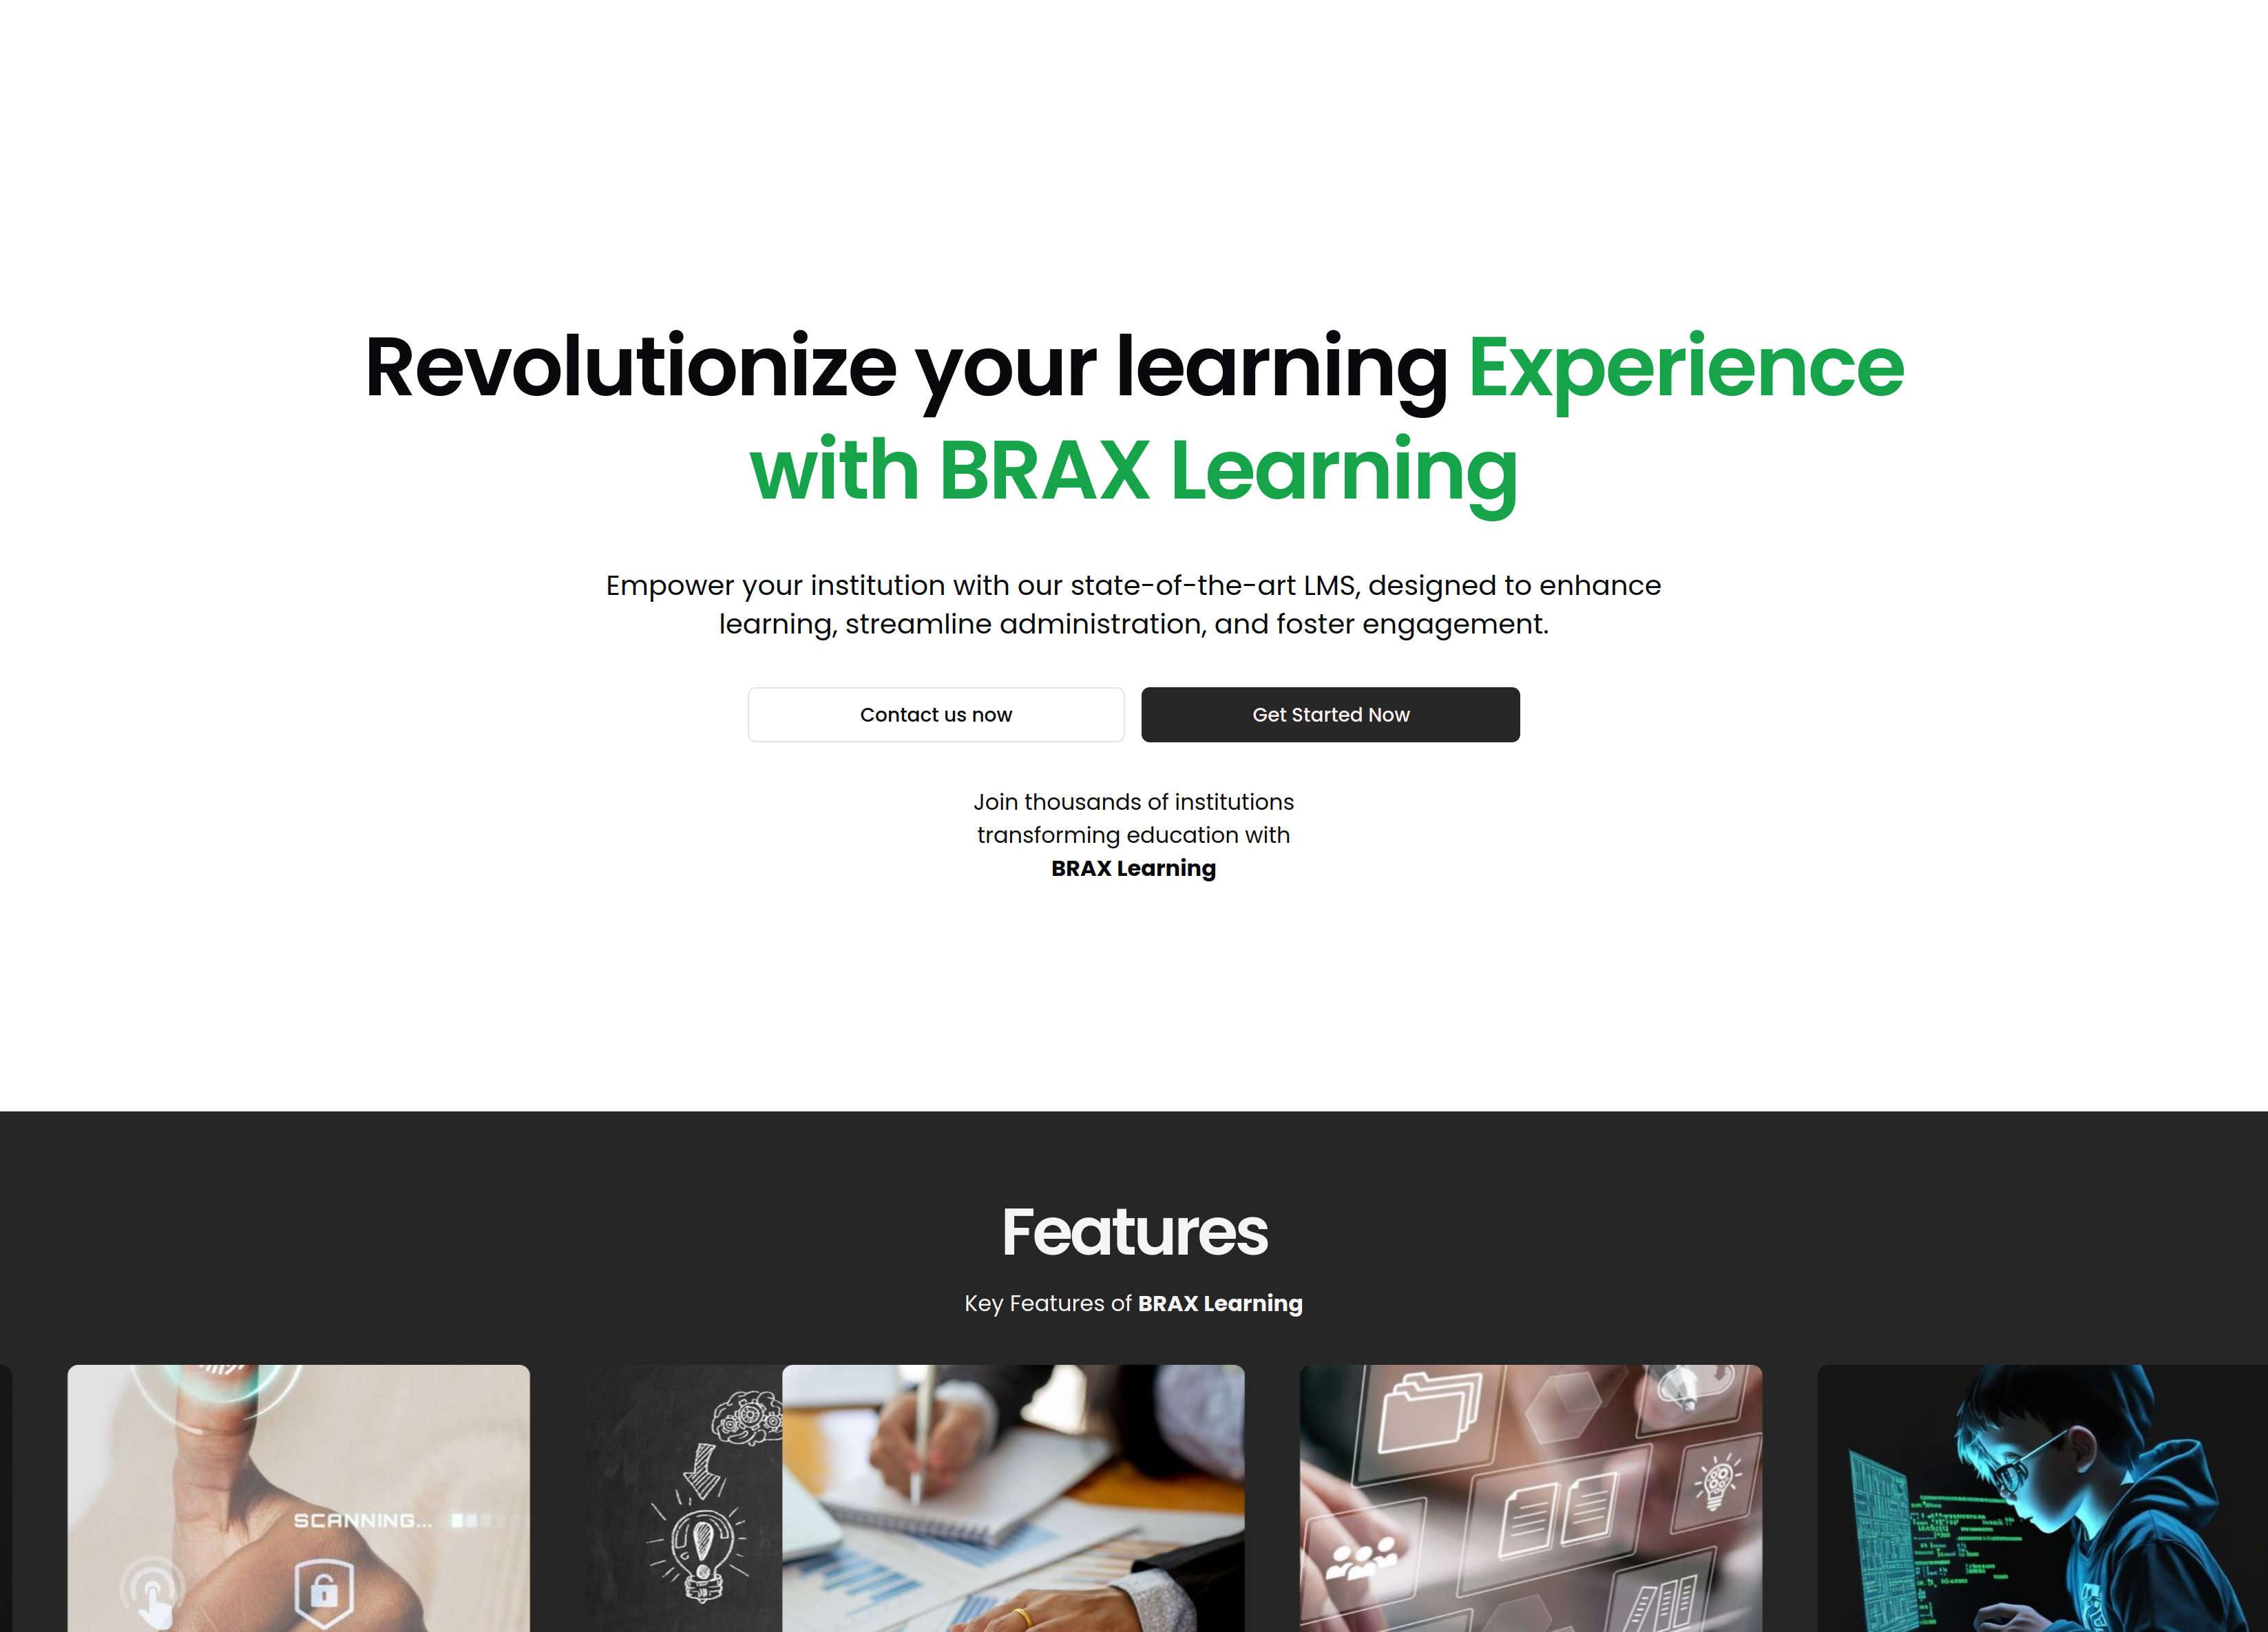 Revolutionize your learning Experience
with BRAX Learning
Empower your institution with our state-of-the-art LMS, designed to enhance
learning, streamline administration, and foster engagement.
Contact us now
Get Started Now
Join thousands of institutions
transforming education with
BRAX Learning
Features
Key Features of BRAX Learning
SCANNING...